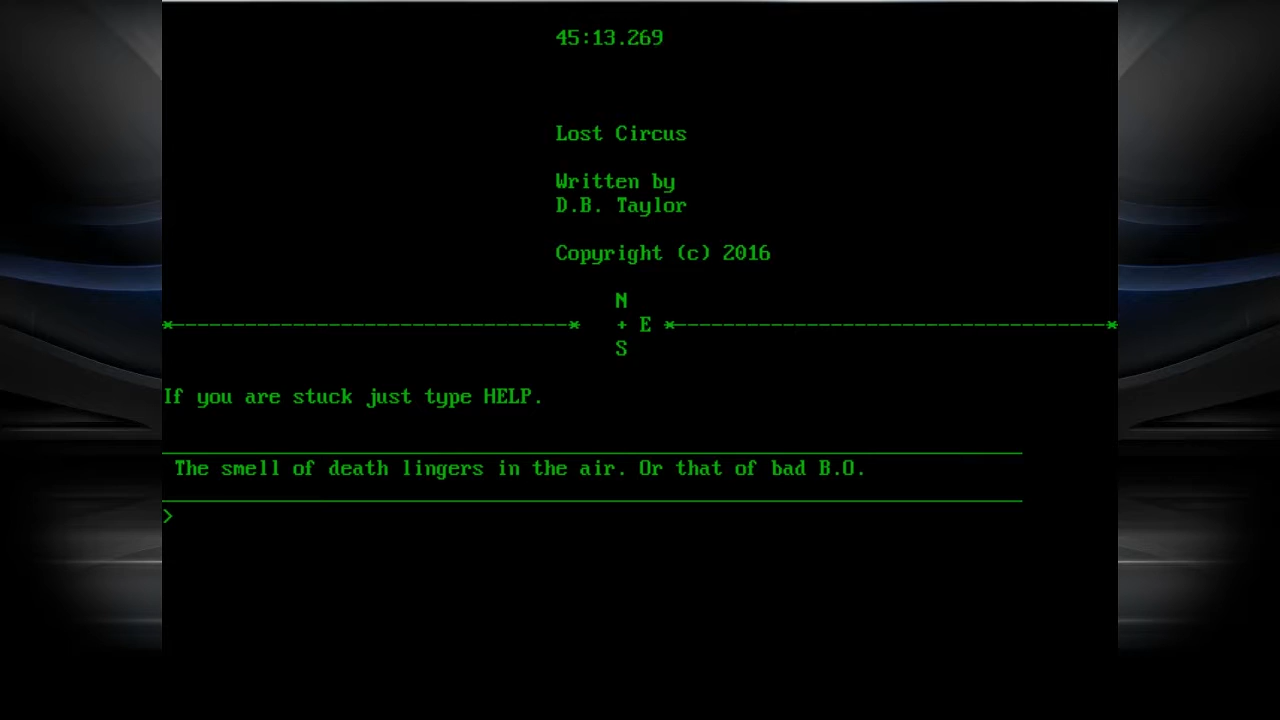 45:13.269
Lost Circus
Written by
D.B. Taylor
Copyright (c) 2016
N
*----------------------------------* + E *-------------------------------------*
S
If you are stuck just type HELP.
The smell of death lingers in the air. Or that of bad B.O.
>